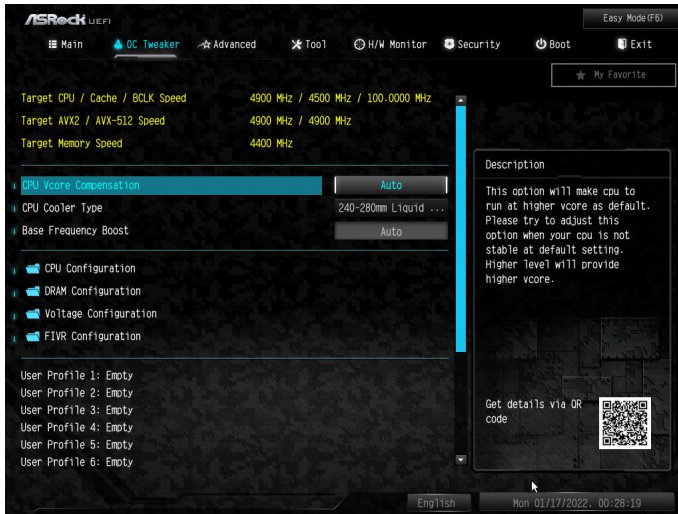 ASRock UEFI
Easy Mode(F6)
Main OC Tweaker Advanced Tool H/W Monitor Security Boot Exit
My Favorite
Target CPU / Cache / BCLK Speed 4900 MHz / 4500 MHz / 100.0000 MHz
Target AVX2 / AVX-512 Speed 4900 MHz / 4900 MHz
Target Memory Speed 4400 MHz
CPU Vcore Compensation Auto
CPU Cooler Type 240-280mm Liquid ...
Base Frequency Boost Auto
CPU Configuration
DRAM Configuration
Voltage Configuration
FIVR Configuration
User Profile 1: Empty
User Profile 2: Empty
User Profile 3: Empty
User Profile 4: Empty
User Profile 5: Empty
User Profile 6: Empty
Description
This option will make cpu to
run at higher vcore as default.
Please try to adjust this
option when your cpu is not
stable at default setting.
Higher level will provide
higher vcore.
Get details via QR
code
English
Mon 01/17/2022. 00:28:19